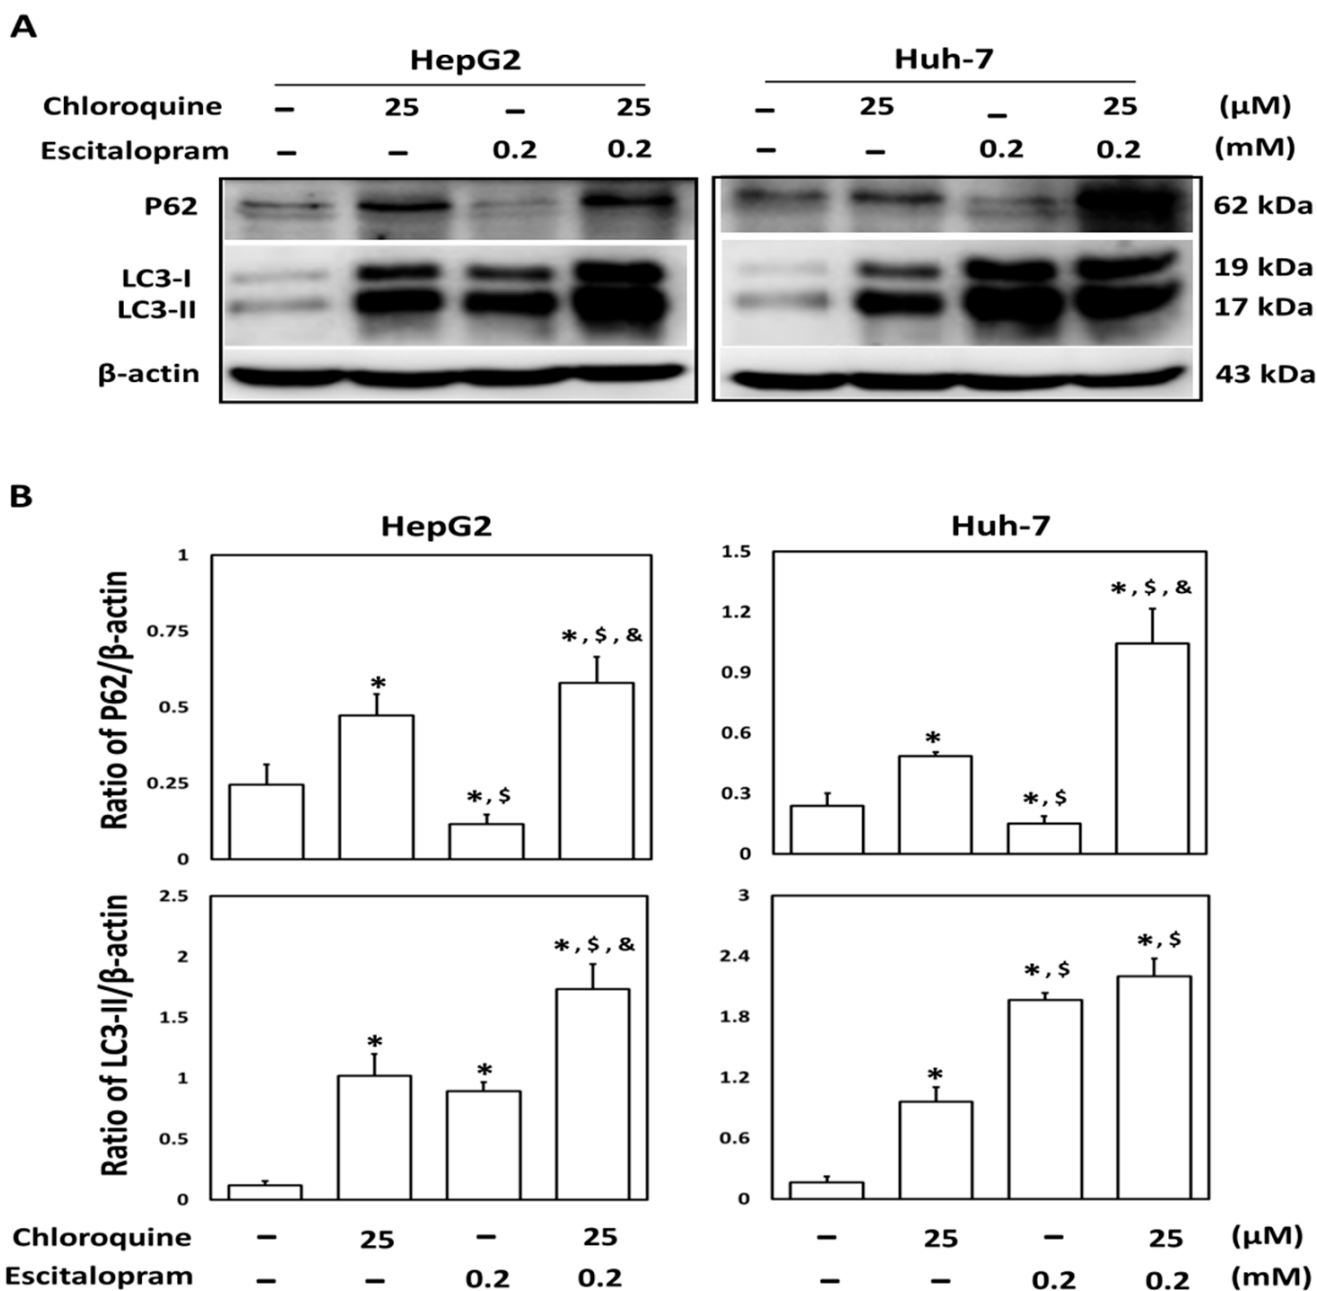 A
HepG2 Huh-7
Chloroquine – 25 – 25 – 25 – 25 (µM)
Escitalopram – – 0.2 0.2 – – 0.2 0.2 (mM)
P62 62 kDa
LC3-I 19 kDa
LC3-II 17 kDa
β-actin 43 kDa
B
HepG2 Huh-7
Ratio of P62/β-actin
1
0.75
0.5
0.25
0
*
*, $
*, $, &
1.5
1.2
0.9
0.6
0.3
0
*
*, $
*, $, &
Ratio of LC3-II/β-actin
2.5
2
1.5
1
0.5
0
*
*
*, $, &
3
2.4
1.8
1.2
0.6
0
*
*, $
*, $
Chloroquine – 25 – 25 – 25 – 25 (µM)
Escitalopram – – 0.2 0.2 – – 0.2 0.2 (mM)